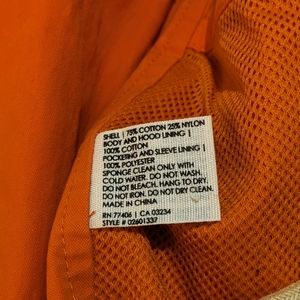 SHELL | 75% COTTON 25% NYLON
BODY AND HOOD LINING |
100% COTTON
POCKETING AND SLEEVE LINING |
100% POLYESTER
SPONGE CLEAN ONLY WITH
COLD WATER. DO NOT WASH.
DO NOT BLEACH. HANG TO DRY.
DO NOT IRON. DO NOT DRY CLEAN.
MADE IN CHINA
RN 77406 | CA 03234
STYLE # 02601337